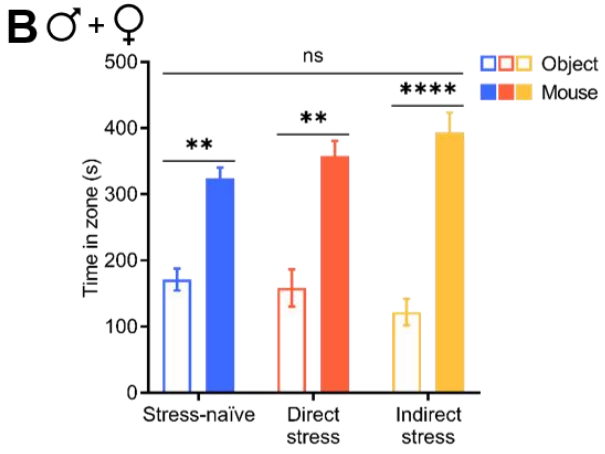 B ♂ + ♀
ns
Object
Mouse
**
**
****
Time in zone (s)
500
400
300
200
100
0
Stress-naïve
Direct
stress
Indirect
stress